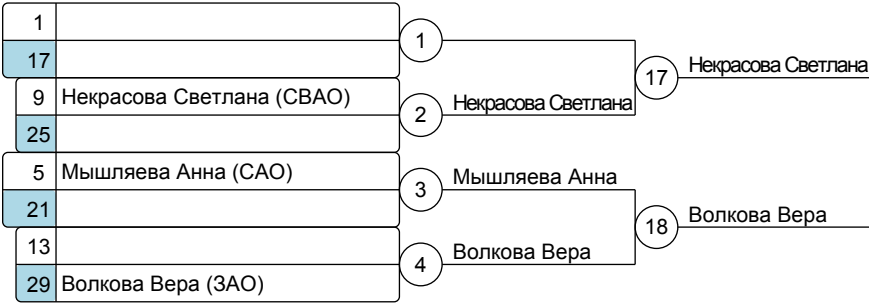 1
17
1
9 Некрасова Светлана (СВАО)
25
2
Некрасова Светлана
17
Некрасова Светлана
5 Мышляева Анна (САО)
21
3
Мышляева Анна
13
29 Волкова Вера (ЗАО)
4
Волкова Вера
18
Волкова Вера